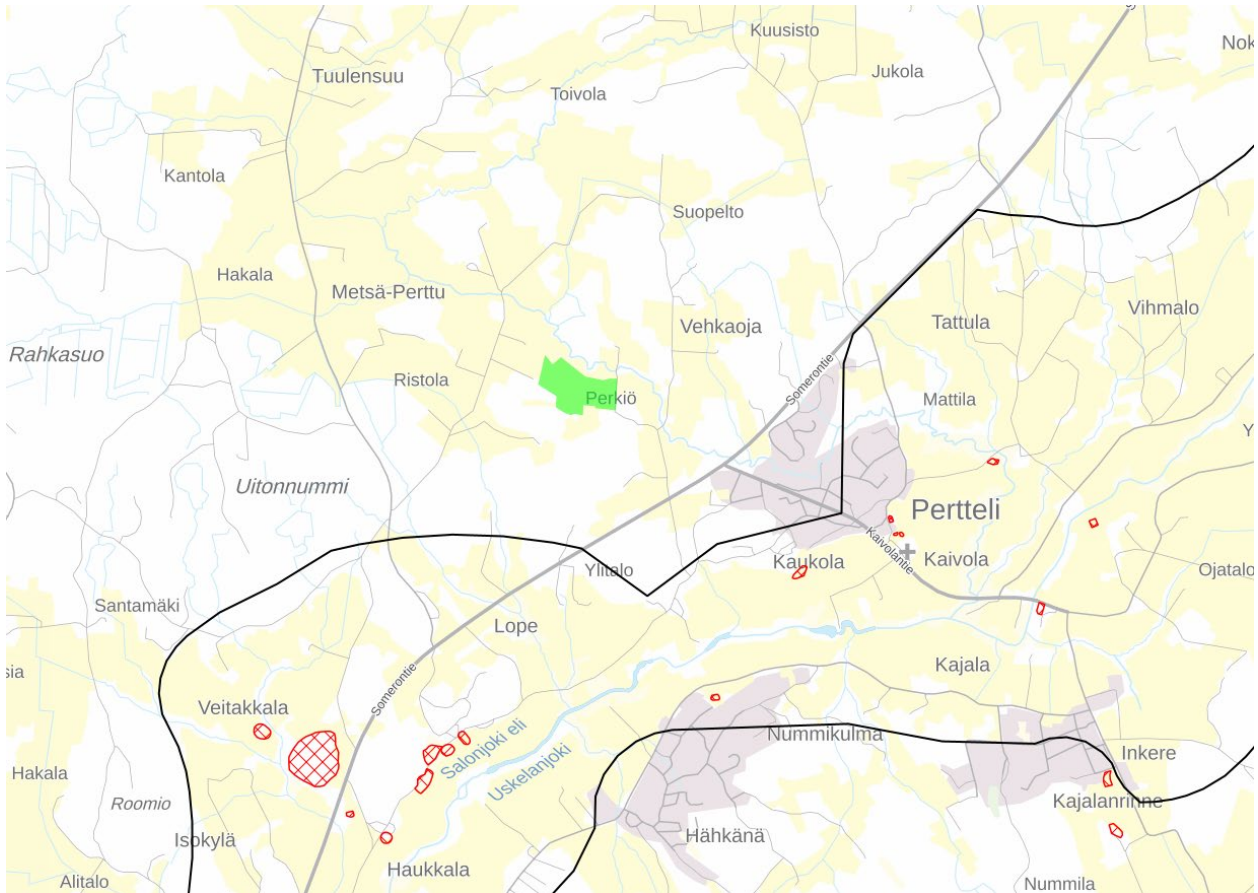 Kuusisto
Nok
Jukola
Tuulensuu
Toivola
Kantola
Suopelto
Hakala
Metsä-Perttu
Vihmalo
Vehkaoja
Tattula
Rahkasuo
Ristola
Somerontie
Perkiö
Mattila
Y
Uitonnummi
Pertteli
Kaivolantie
Kaukola
Kaivola
Ylitalo
Ojatalo
Santamäki
Lope
Kajala
sia
Somerontie
Veitakkala
Salonjoki eli
Uskelanjoki
Nummikulma
Inkere
Hakala
Roomio
Kajalanrinne
Isokylä
Hähkänä
Haukkala
Alitalo
Nummila